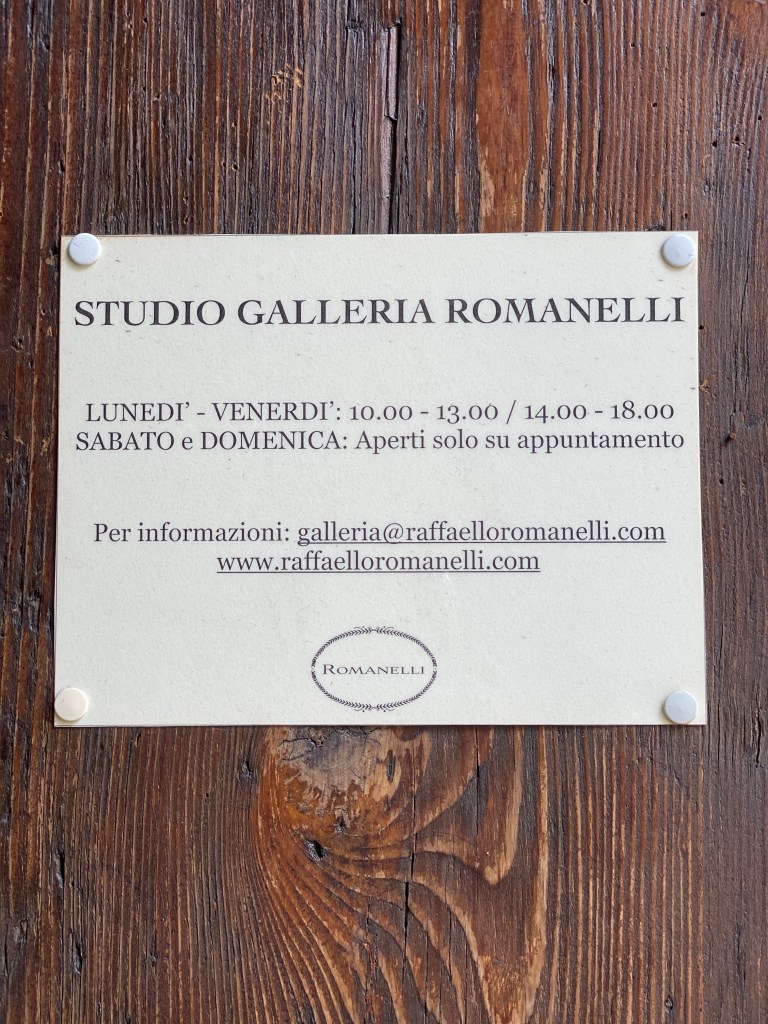 STUDIO GALLERIA ROMANELLI
LUNEDI’ - VENERDI’: 10.00 - 13.00 / 14.00 - 18.00
SABATO e DOMENICA: Aperti solo su appuntamento
Per informazioni: galleria@raffaelloromanelli.com
www.raffaelloromanelli.com
ROMANELLI